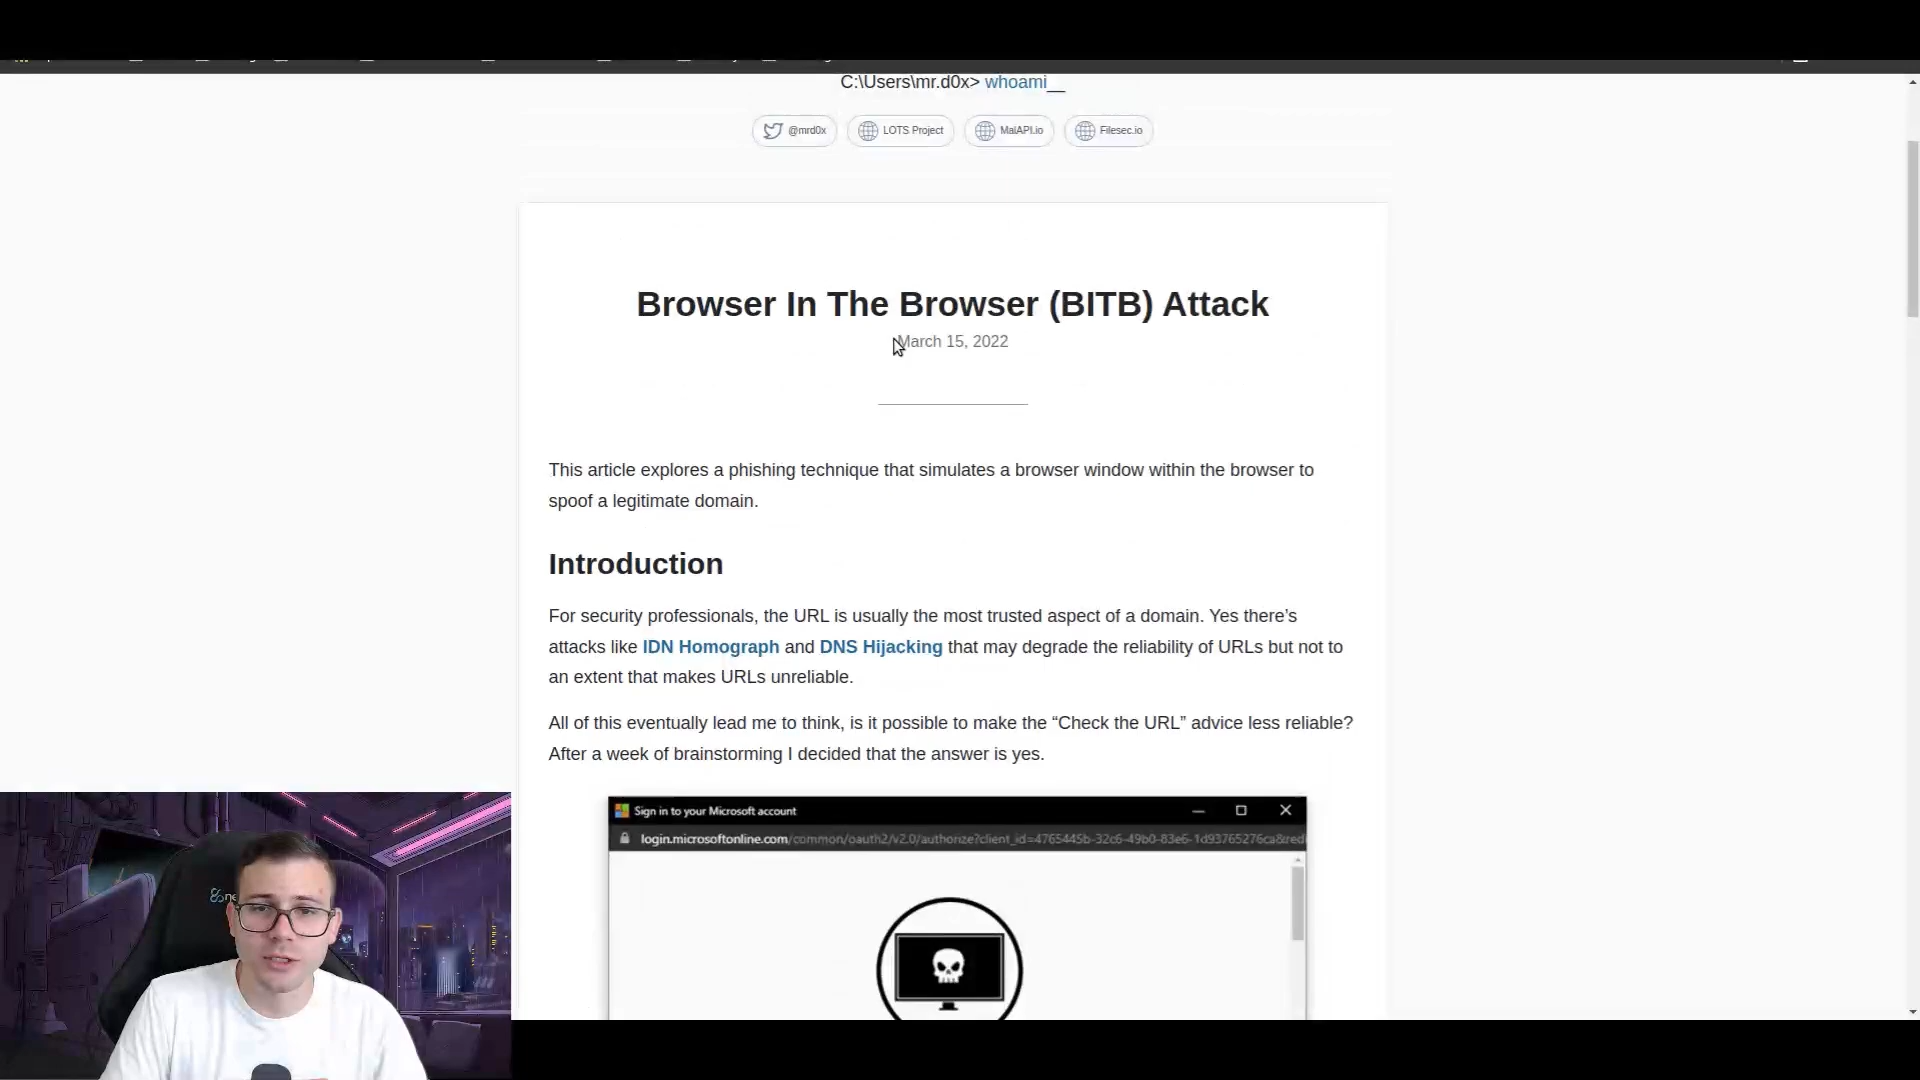 C:\Users\mr.d0x> whoami__
@mrd0x
LOTS Project
MalAPI.io
Filesec.io
Browser In The Browser (BITB) Attack
March 15, 2022
This article explores a phishing technique that simulates a browser window within the browser to
spoof a legitimate domain.
Introduction
For security professionals, the URL is usually the most trusted aspect of a domain. Yes there’s
attacks like IDN Homograph and DNS Hijacking that may degrade the reliability of URLs but not to
an extent that makes URLs unreliable.
All of this eventually lead me to think, is it possible to make the “Check the URL” advice less reliable?
After a week of brainstorming I decided that the answer is yes.
Sign in to your Microsoft account
login.microsoftonline.com/common/oauth2/v2.0/authorize?client_id=4765445b-32c6-49b0-83e6-1d93765276ca&red